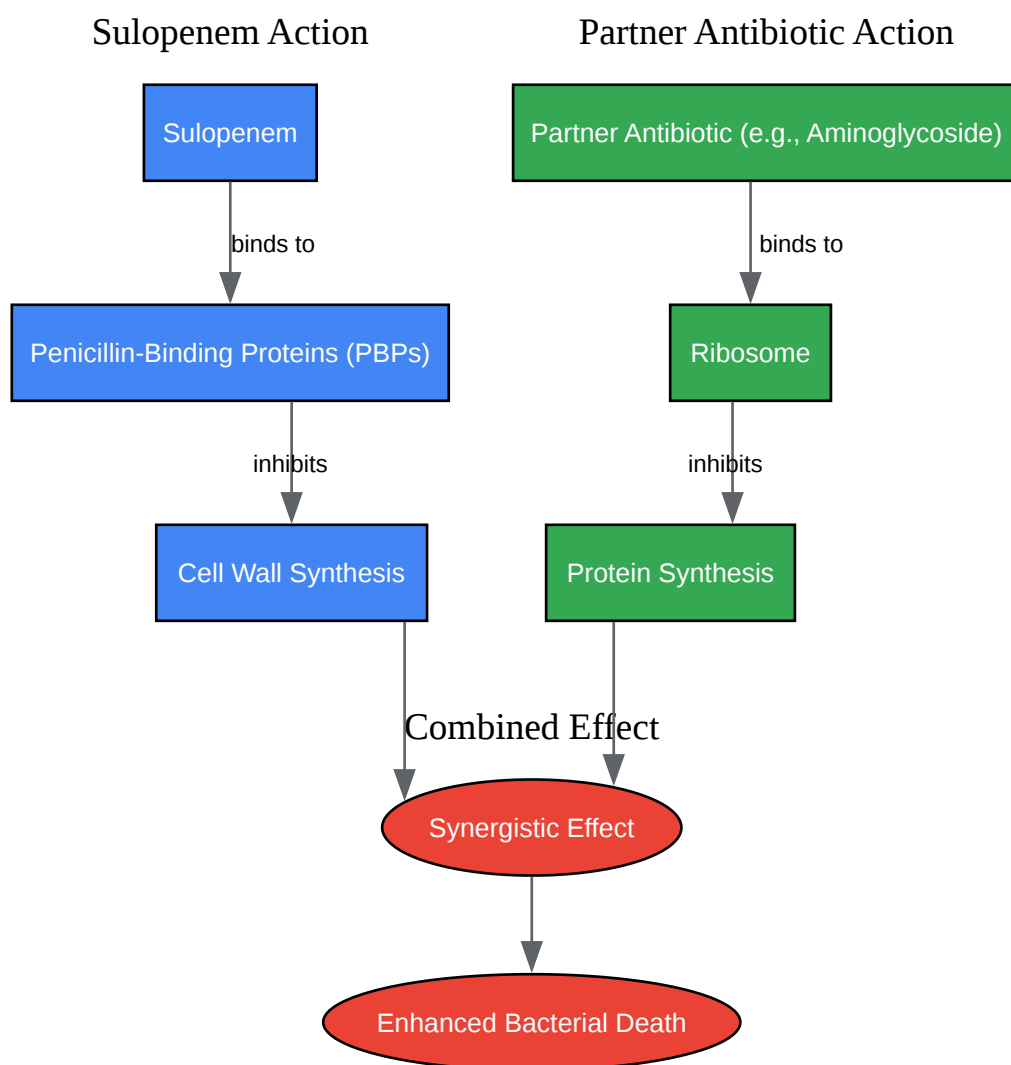 Sulopenem Action
Partner Antibiotic Action
Sulopenem
Partner Antibiotic (e.g., Aminoglycoside)
binds to
binds to
Penicillin-Binding Proteins (PBPs)
Ribosome
inhibits
inhibits
Cell Wall Synthesis
Protein Synthesis
Combined Effect
Synergistic Effect
Enhanced Bacterial Death